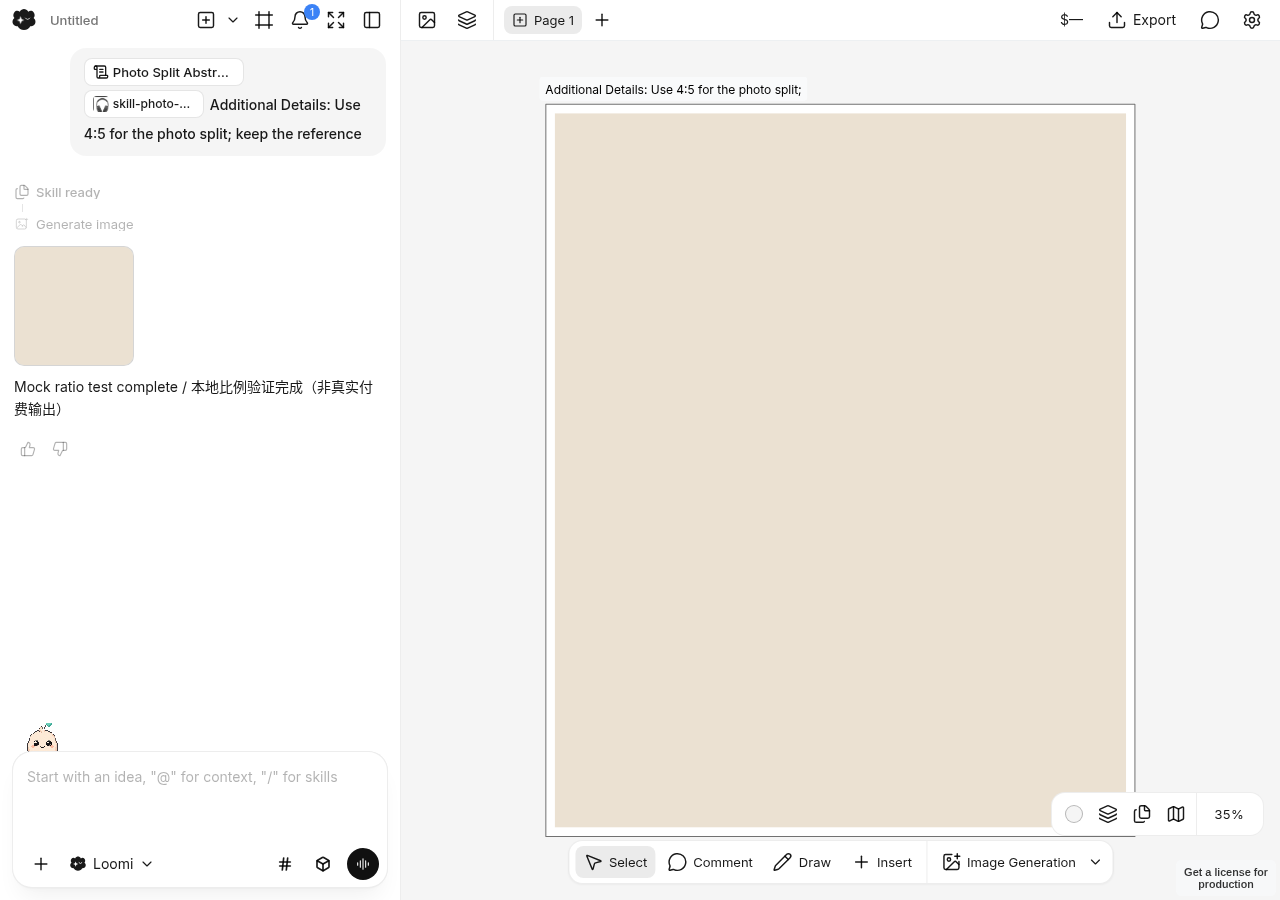 Untitled
1
Page 1
$—
Export
Photo Split Abstr...
skill-photo-...
Additional Details: Use
4:5 for the photo split; keep the reference
Skill ready
Generate image
Mock ratio test complete / 本地比例验证完成（非真实付
费输出）
Start with an idea, "@" for context, "/" for skills
Loomi
Additional Details: Use 4:5 for the photo split;
35%
Select
Comment
Draw
Insert
Image Generation
Get a license for
production